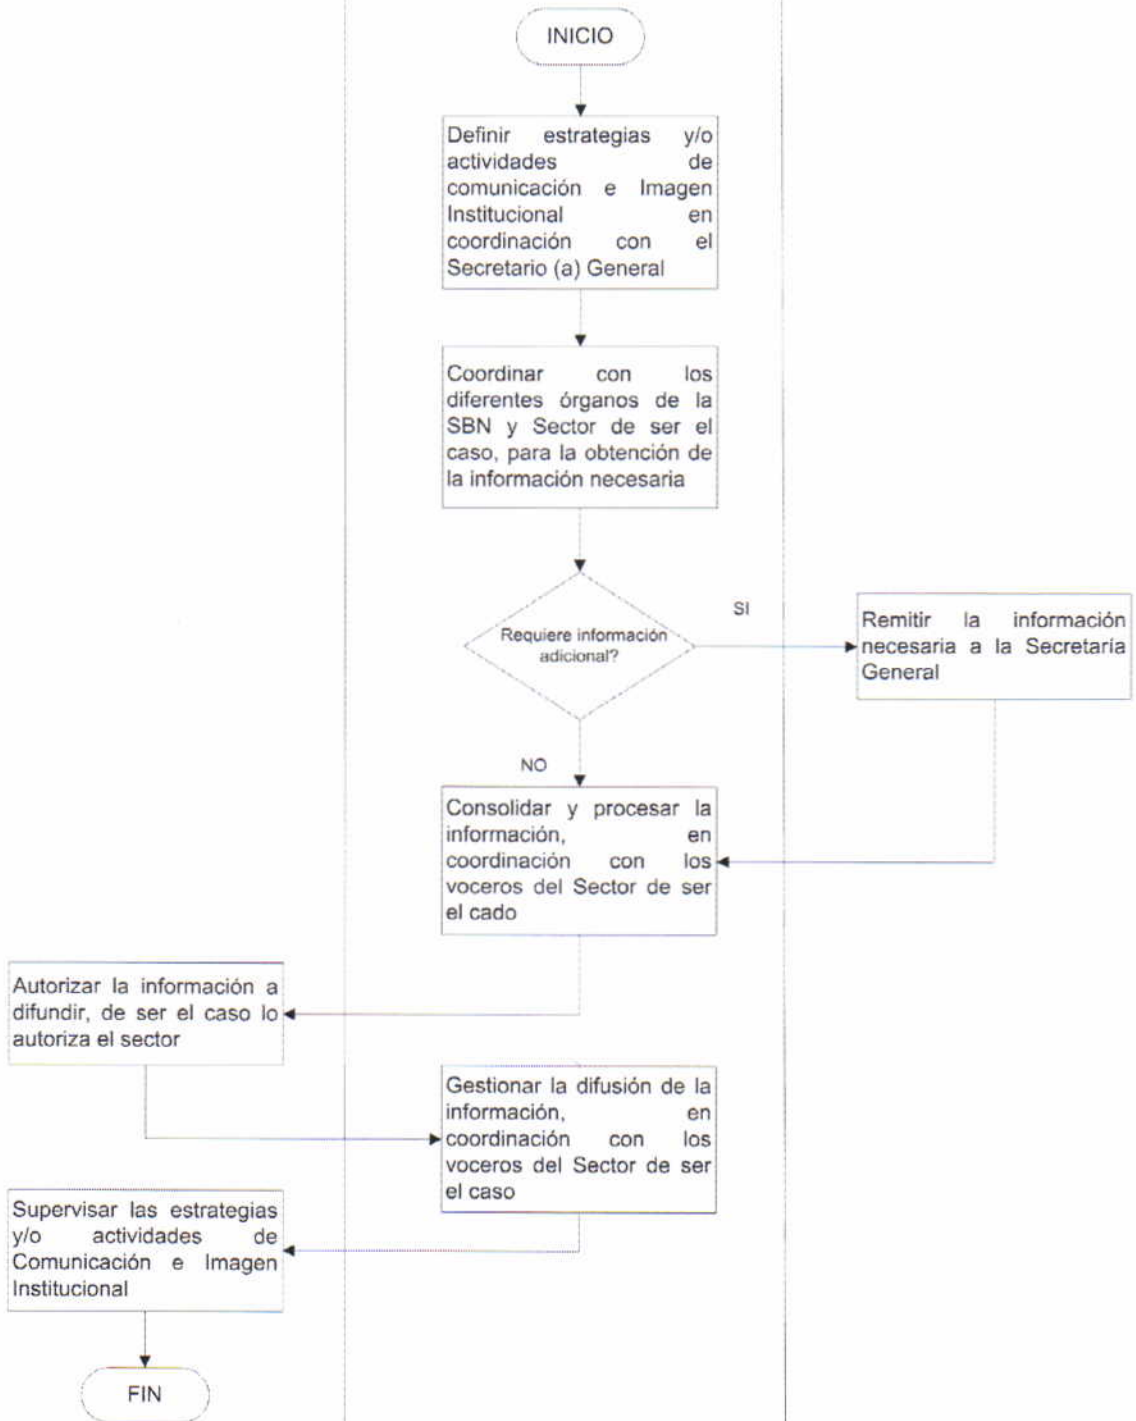 INICIO
Definir estrategias y/o
actividades de
comunicación e Imagen
Institucional en
coordinación con el
Secretario (a) General
Coordinar con los
diferentes órganos de la
SBN y Sector de ser el
caso, para la obtención de
la información necesaria
Requiere información
adicional?
SI
Remitir la información
necesaria a la Secretaría
General
NO
Consolidar y procesar la
información, en
coordinación con los
voceros del Sector de ser
el cado
Autorizar la información a
difundir, de ser el caso lo
autoriza el sector
Gestionar la difusión de la
información, en
coordinación con los
voceros del Sector de ser
el caso
Supervisar las estrategias
y/o actividades de
Comunicación e Imagen
Institucional
FIN